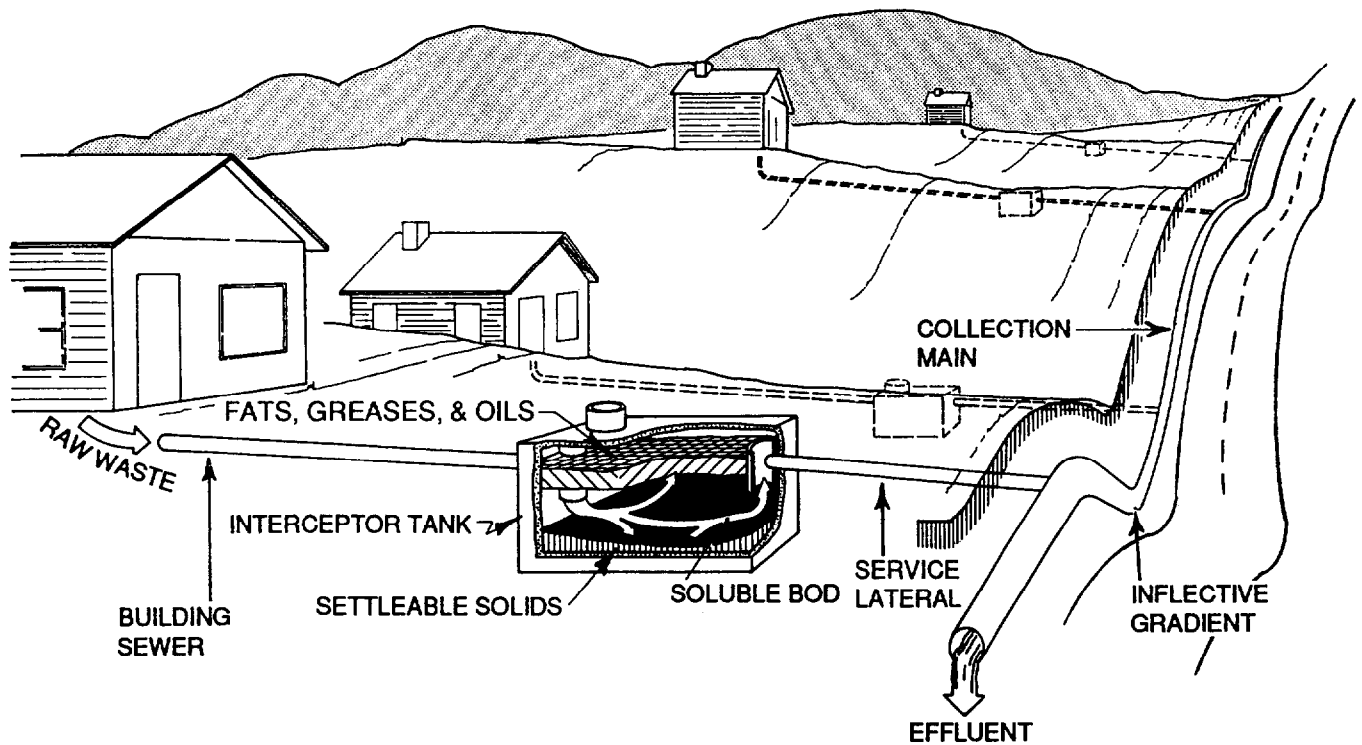 COLLECTION
MAIN
FATS, GREASES, & OILS
RAW WASTE
INTERCEPTOR TANK
SETTLEABLE SOLIDS
SOLUBLE BOD
SERVICE
LATERAL
INFLECTIVE
GRADIENT
BUILDING
SEWER
EFFLUENT